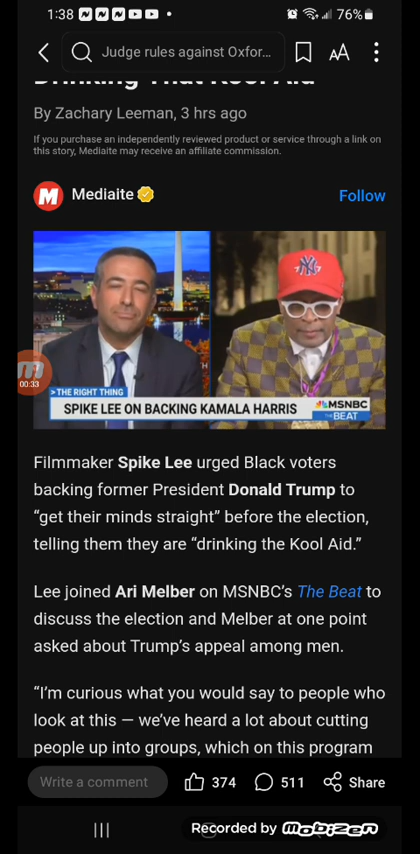 1:38 76%
Judge rules against Oxfor... AA
Drinking That Kool Aid
By Zachary Leeman, 3 hrs ago
If you purchase an independently reviewed product or service through a link on
this story, Mediaite may receive an affiliate commission.
M Mediaite Follow
NY
00:33
>THE RIGHT THING
SPIKE LEE ON BACKING KAMALA HARRIS
MSNBC
THE BEAT
Filmmaker Spike Lee urged Black voters
backing former President Donald Trump to
“get their minds straight” before the election,
telling them they are “drinking the Kool Aid.”
Lee joined Ari Melber on MSNBC’s The Beat to
discuss the election and Melber at one point
asked about Trump’s appeal among men.
“I’m curious what you would say to people who
look at this — we’ve heard a lot about cutting
people up into groups, which on this program
Write a comment 374 511 Share
Recorded by mobizen